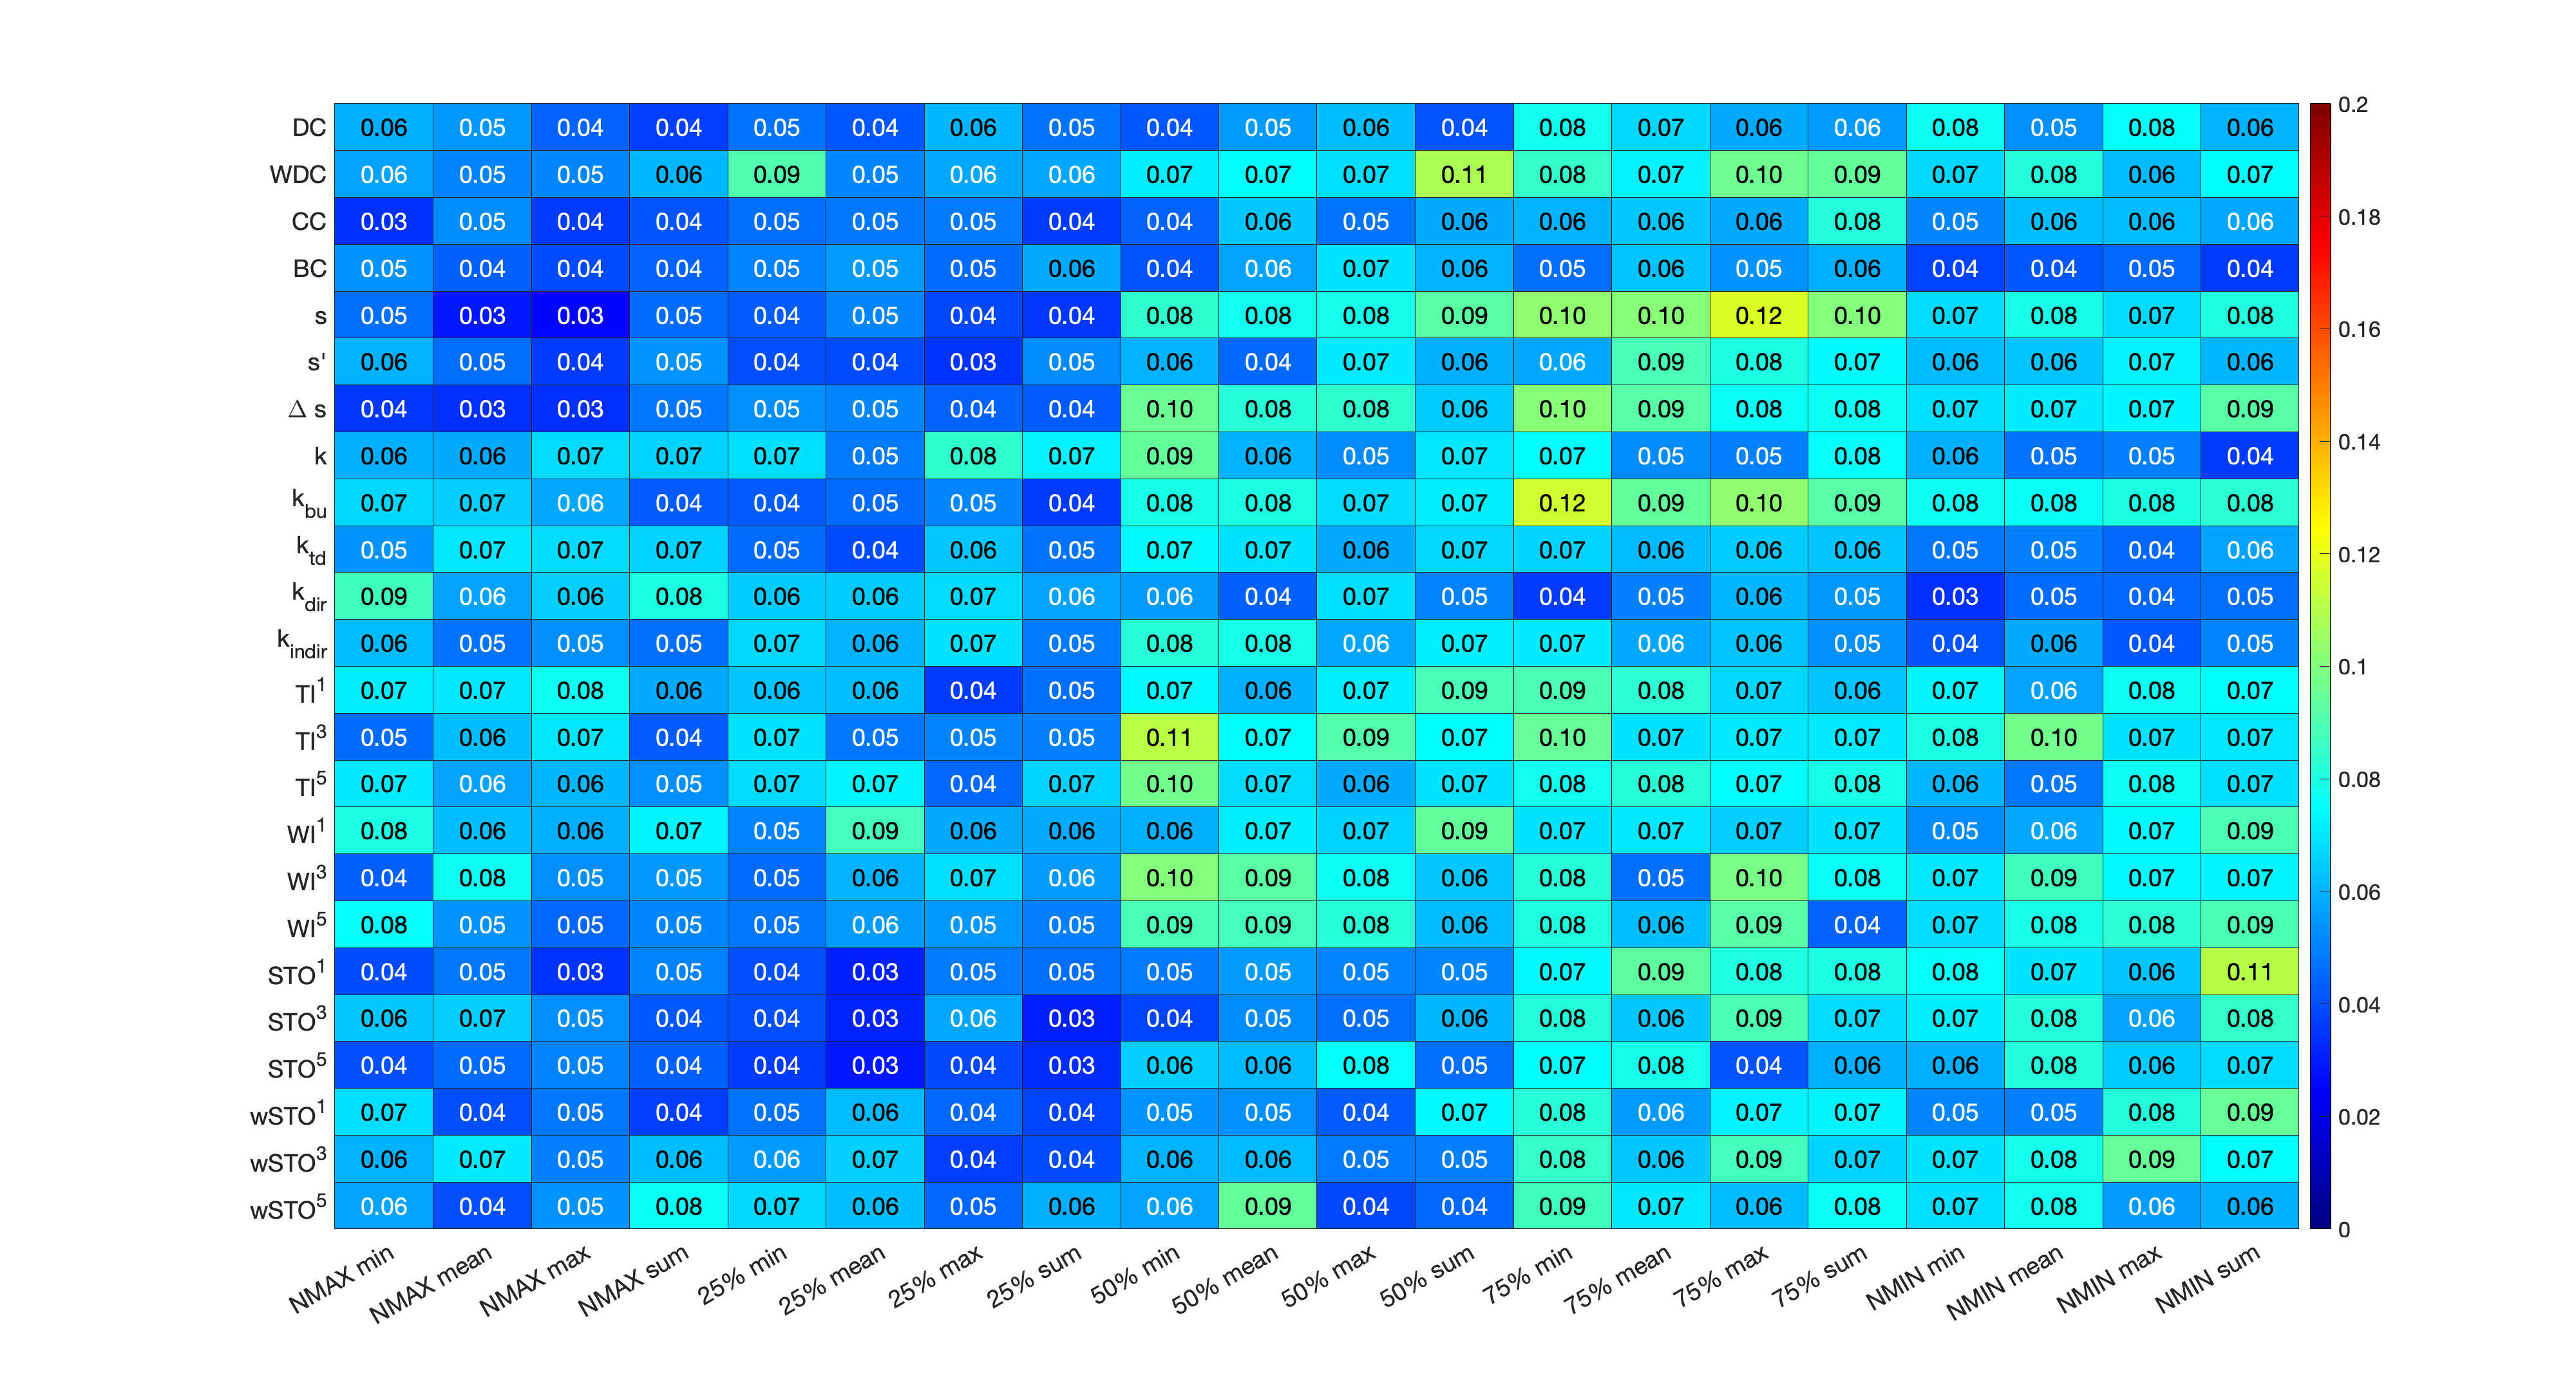 DC 0.06 0.05 0.04 0.04 0.05 0.04 0.06 0.05 0.04 0.05 0.06 0.04 0.08 0.07 0.06 0.06 0.08 0.05 0.08 0.06
WDC 0.06 0.05 0.05 0.06 0.09 0.05 0.06 0.06 0.07 0.07 0.07 0.11 0.08 0.07 0.10 0.09 0.07 0.08 0.06 0.07
CC 0.03 0.05 0.04 0.04 0.05 0.05 0.05 0.04 0.04 0.06 0.05 0.06 0.06 0.06 0.06 0.08 0.05 0.06 0.06 0.06
BC 0.05 0.04 0.04 0.04 0.05 0.05 0.05 0.06 0.04 0.06 0.07 0.06 0.05 0.06 0.05 0.06 0.04 0.04 0.05 0.04
s 0.05 0.03 0.03 0.05 0.04 0.05 0.04 0.04 0.08 0.08 0.08 0.09 0.10 0.10 0.12 0.10 0.07 0.08 0.07 0.08
s' 0.06 0.05 0.04 0.05 0.04 0.04 0.03 0.05 0.06 0.04 0.07 0.06 0.06 0.09 0.08 0.07 0.06 0.06 0.07 0.06
Δ s 0.04 0.03 0.03 0.05 0.05 0.05 0.04 0.04 0.10 0.08 0.08 0.06 0.10 0.09 0.08 0.08 0.07 0.07 0.07 0.09
k 0.06 0.06 0.07 0.07 0.07 0.05 0.08 0.07 0.09 0.06 0.05 0.07 0.07 0.05 0.05 0.08 0.06 0.05 0.05 0.04
k_bu 0.07 0.07 0.06 0.04 0.04 0.05 0.05 0.04 0.08 0.08 0.07 0.07 0.12 0.09 0.10 0.09 0.08 0.08 0.08 0.08
k_td 0.05 0.07 0.07 0.07 0.05 0.04 0.06 0.05 0.07 0.07 0.06 0.07 0.07 0.06 0.06 0.06 0.05 0.05 0.04 0.06
k_dir 0.09 0.06 0.06 0.08 0.06 0.06 0.07 0.06 0.06 0.04 0.07 0.05 0.04 0.05 0.06 0.05 0.03 0.05 0.04 0.05
k_indir 0.06 0.05 0.05 0.05 0.07 0.06 0.07 0.05 0.08 0.08 0.06 0.07 0.07 0.06 0.06 0.05 0.04 0.06 0.04 0.05
TI^1 0.07 0.07 0.08 0.06 0.06 0.06 0.04 0.05 0.07 0.06 0.07 0.09 0.09 0.08 0.07 0.06 0.07 0.06 0.08 0.07
TI^3 0.05 0.06 0.07 0.04 0.07 0.05 0.05 0.05 0.11 0.07 0.09 0.07 0.10 0.07 0.07 0.07 0.08 0.10 0.07 0.07
TI^5 0.07 0.06 0.06 0.05 0.07 0.07 0.04 0.07 0.10 0.07 0.06 0.07 0.08 0.08 0.07 0.08 0.06 0.05 0.08 0.07
WI^1 0.08 0.06 0.06 0.07 0.05 0.09 0.06 0.06 0.06 0.07 0.07 0.09 0.07 0.07 0.07 0.07 0.05 0.06 0.07 0.09
WI^3 0.04 0.08 0.05 0.05 0.05 0.06 0.07 0.06 0.10 0.09 0.08 0.06 0.08 0.05 0.10 0.08 0.07 0.09 0.07 0.07
WI^5 0.08 0.05 0.05 0.05 0.05 0.06 0.05 0.05 0.09 0.09 0.08 0.06 0.08 0.06 0.09 0.04 0.07 0.08 0.08 0.09
STO^1 0.04 0.05 0.03 0.05 0.04 0.03 0.05 0.05 0.05 0.05 0.05 0.05 0.07 0.09 0.08 0.08 0.08 0.07 0.06 0.11
STO^3 0.06 0.07 0.05 0.04 0.04 0.03 0.06 0.03 0.04 0.05 0.05 0.06 0.08 0.06 0.09 0.07 0.07 0.08 0.06 0.08
STO^5 0.04 0.05 0.05 0.04 0.04 0.03 0.04 0.03 0.06 0.06 0.08 0.05 0.07 0.08 0.04 0.06 0.06 0.08 0.06 0.07
wSTO^1 0.07 0.04 0.05 0.04 0.05 0.06 0.04 0.04 0.05 0.05 0.04 0.07 0.08 0.06 0.07 0.07 0.05 0.05 0.08 0.09
wSTO^3 0.06 0.07 0.05 0.06 0.06 0.07 0.04 0.04 0.06 0.06 0.05 0.05 0.08 0.06 0.09 0.07 0.07 0.08 0.09 0.07
wSTO^5 0.06 0.04 0.05 0.08 0.07 0.06 0.05 0.06 0.06 0.09 0.04 0.04 0.09 0.07 0.06 0.08 0.07 0.08 0.06 0.06
NMAX min NMAX mean NMAX max NMAX sum 25% min 25% mean 25% max 25% sum 50% min 50% mean 50% max 50% sum 75% min 75% mean 75% max 75% sum NMIN min NMIN mean NMIN max NMIN sum
0.2
0.18
0.16
0.14
0.12
0.1
0.08
0.06
0.04
0.02
0